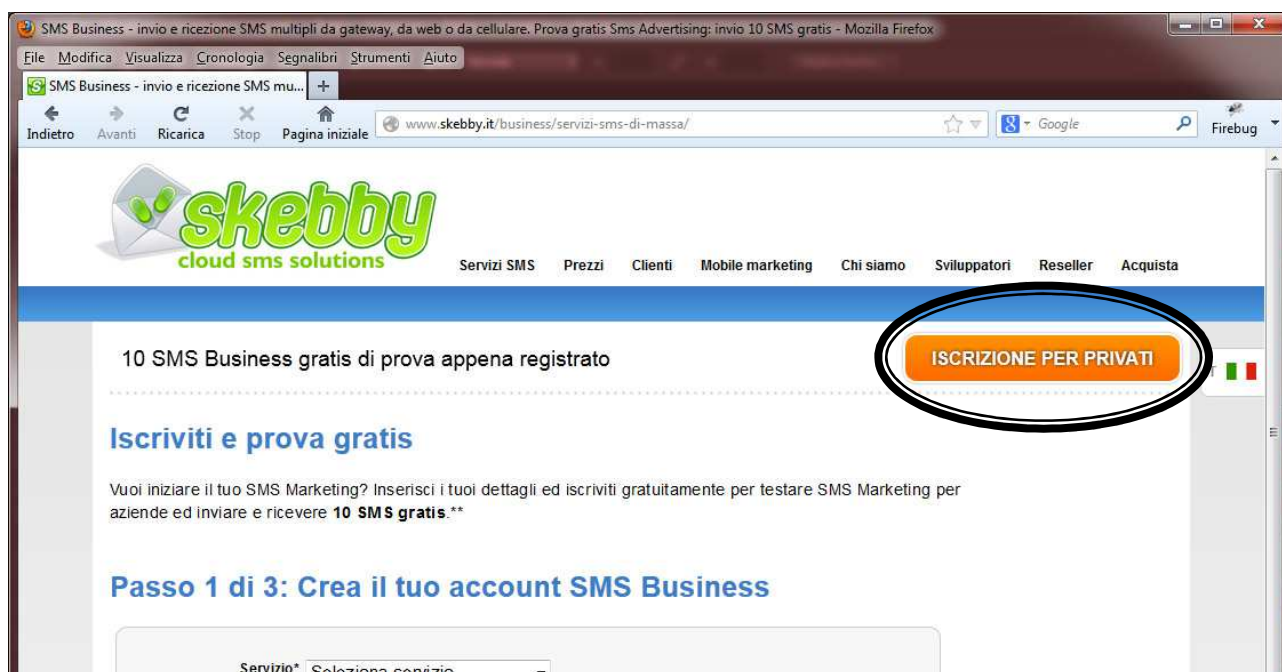 SMS Business - invio e ricezione SMS multipli da gateway, da web o da cellulare. Prova gratis Sms Advertising: invio 10 SMS gratis - Mozilla Firefox
File Modifica Visualizza Cronologia Segnalibri Strumenti Aiuto
SMS Business - invio e ricezione SMS mu... +
Indietro Avanti Ricarica Stop Pagina iniziale www.skebby.it/business/servizi-sms-di-massa/ Google Firebug
skebby
cloud sms solutions
Servizi SMS Prezzi Clienti Mobile marketing Chi siamo Sviluppatori Reseller Acquista
10 SMS Business gratis di prova appena registrato ISCRIZIONE PER PRIVATI
Iscriviti e prova gratis
Vuoi iniziare il tuo SMS Marketing? Inserisci i tuoi dettagli ed iscriviti gratuitamente per testare SMS Marketing per
aziende ed inviare e ricevere 10 SMS gratis.**
Passo 1 di 3: Crea il tuo account SMS Business
Servizio* Seleziona servizio